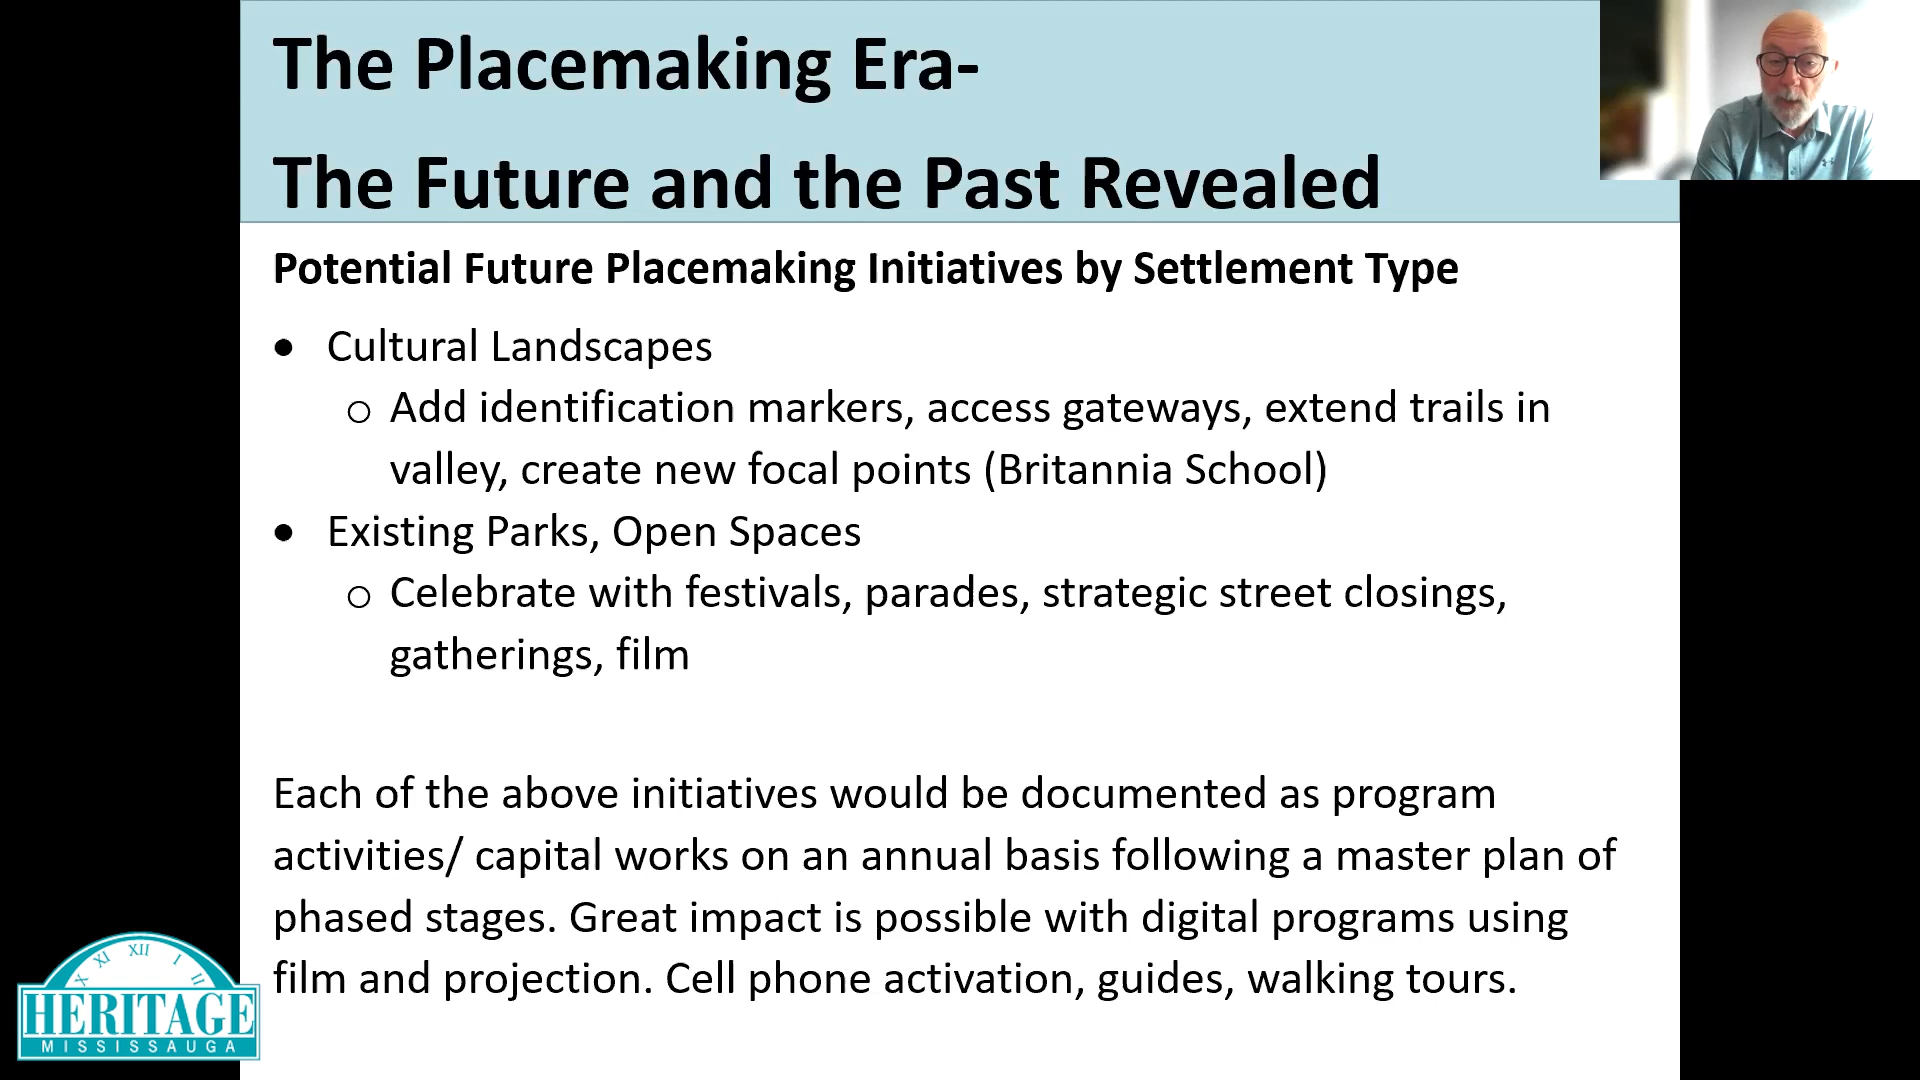 The Placemaking Era-
The Future and the Past Revealed
Potential Future Placemaking Initiatives by Settlement Type
• Cultural Landscapes
o Add identification markers, access gateways, extend trails in
valley, create new focal points (Britannia School)
• Existing Parks, Open Spaces
o Celebrate with festivals, parades, strategic street closings,
gatherings, film
Each of the above initiatives would be documented as program
activities/ capital works on an annual basis following a master plan of
phased stages. Great impact is possible with digital programs using
film and projection. Cell phone activation, guides, walking tours.
X XI XII I II
HERITAGE
MISSISSAUGA